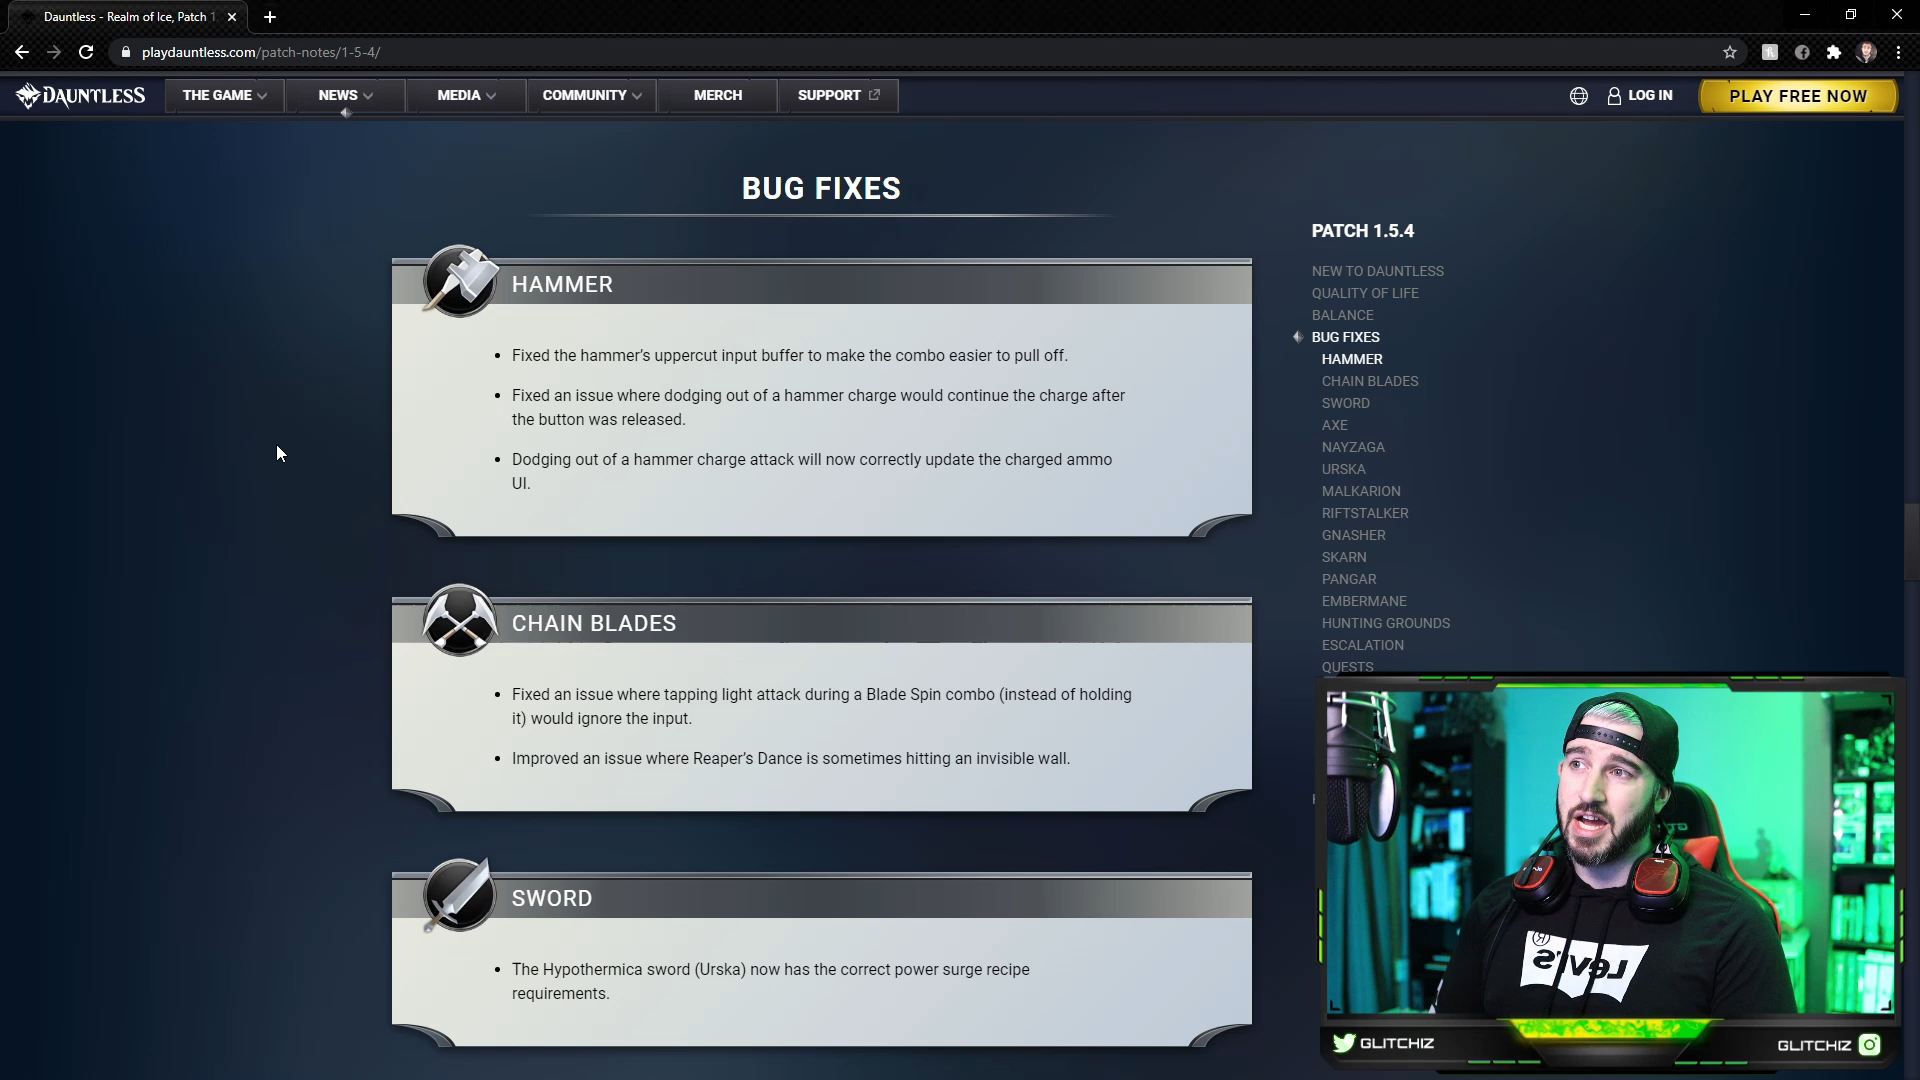 Dauntless - Realm of Ice, Patch 1
playdauntless.com/patch-notes/1-5-4/
DAUNTLESS
THE GAME
NEWS
MEDIA
COMMUNITY
MERCH
SUPPORT
LOG IN
PLAY FREE NOW
BUG FIXES
HAMMER
• Fixed the hammer's uppercut input buffer to make the combo easier to pull off.
• Fixed an issue where dodging out of a hammer charge would continue the charge after
the button was released.
• Dodging out of a hammer charge attack will now correctly update the charged ammo
UI.
CHAIN BLADES
• Fixed an issue where tapping light attack during a Blade Spin combo (instead of holding
it) would ignore the input.
• Improved an issue where Reaper's Dance is sometimes hitting an invisible wall.
SWORD
• The Hypothermica sword (Urska) now has the correct power surge recipe
requirements.
PATCH 1.5.4
NEW TO DAUNTLESS
QUALITY OF LIFE
BALANCE
BUG FIXES
HAMMER
CHAIN BLADES
SWORD
AXE
NAYZAGA
URSKA
MALKARION
RIFTSTALKER
GNASHER
SKARN
PANGAR
EMBERMANE
HUNTING GROUNDS
ESCALATION
QUESTS
Levi's
GLITCHIZ
GLITCHIZ